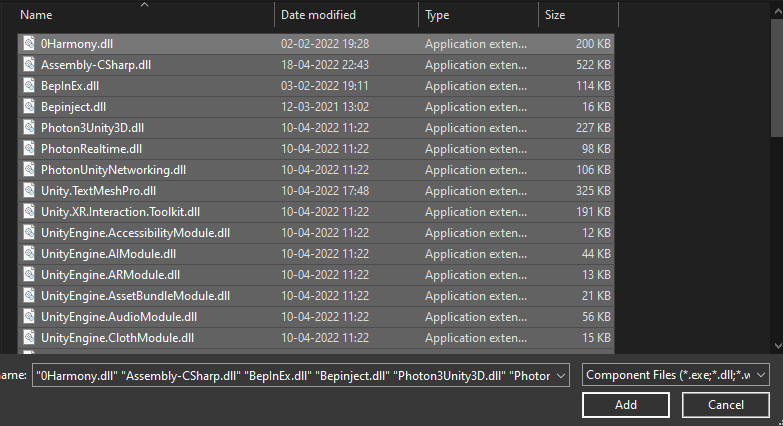 Name Date modified Type Size
0Harmony.dll 02-02-2022 19:28 Application exten... 200 KB
Assembly-CSharp.dll 18-04-2022 22:43 Application exten... 522 KB
BepInEx.dll 03-02-2022 19:11 Application exten... 114 KB
Bepinject.dll 12-03-2021 13:02 Application exten... 16 KB
Photon3Unity3D.dll 10-04-2022 11:22 Application exten... 227 KB
PhotonRealtime.dll 10-04-2022 11:22 Application exten... 98 KB
PhotonUnityNetworking.dll 10-04-2022 11:22 Application exten... 106 KB
Unity.TextMeshPro.dll 10-04-2022 17:48 Application exten... 325 KB
Unity.XR.Interaction.Toolkit.dll 10-04-2022 11:22 Application exten... 191 KB
UnityEngine.AccessibilityModule.dll 10-04-2022 11:22 Application exten... 12 KB
UnityEngine.AIModule.dll 10-04-2022 11:22 Application exten... 44 KB
UnityEngine.ARModule.dll 10-04-2022 11:22 Application exten... 13 KB
UnityEngine.AssetBundleModule.dll 10-04-2022 11:22 Application exten... 21 KB
UnityEngine.AudioModule.dll 10-04-2022 11:22 Application exten... 56 KB
UnityEngine.ClothModule.dll 10-04-2022 11:22 Application exten... 15 KB
ame: "0Harmony.dll" "Assembly-CSharp.dll" "BepInEx.dll" "Bepinject.dll" "Photon3Unity3D.dll" "Photor Component Files (*.exe;*.dll;*.w
Add Cancel